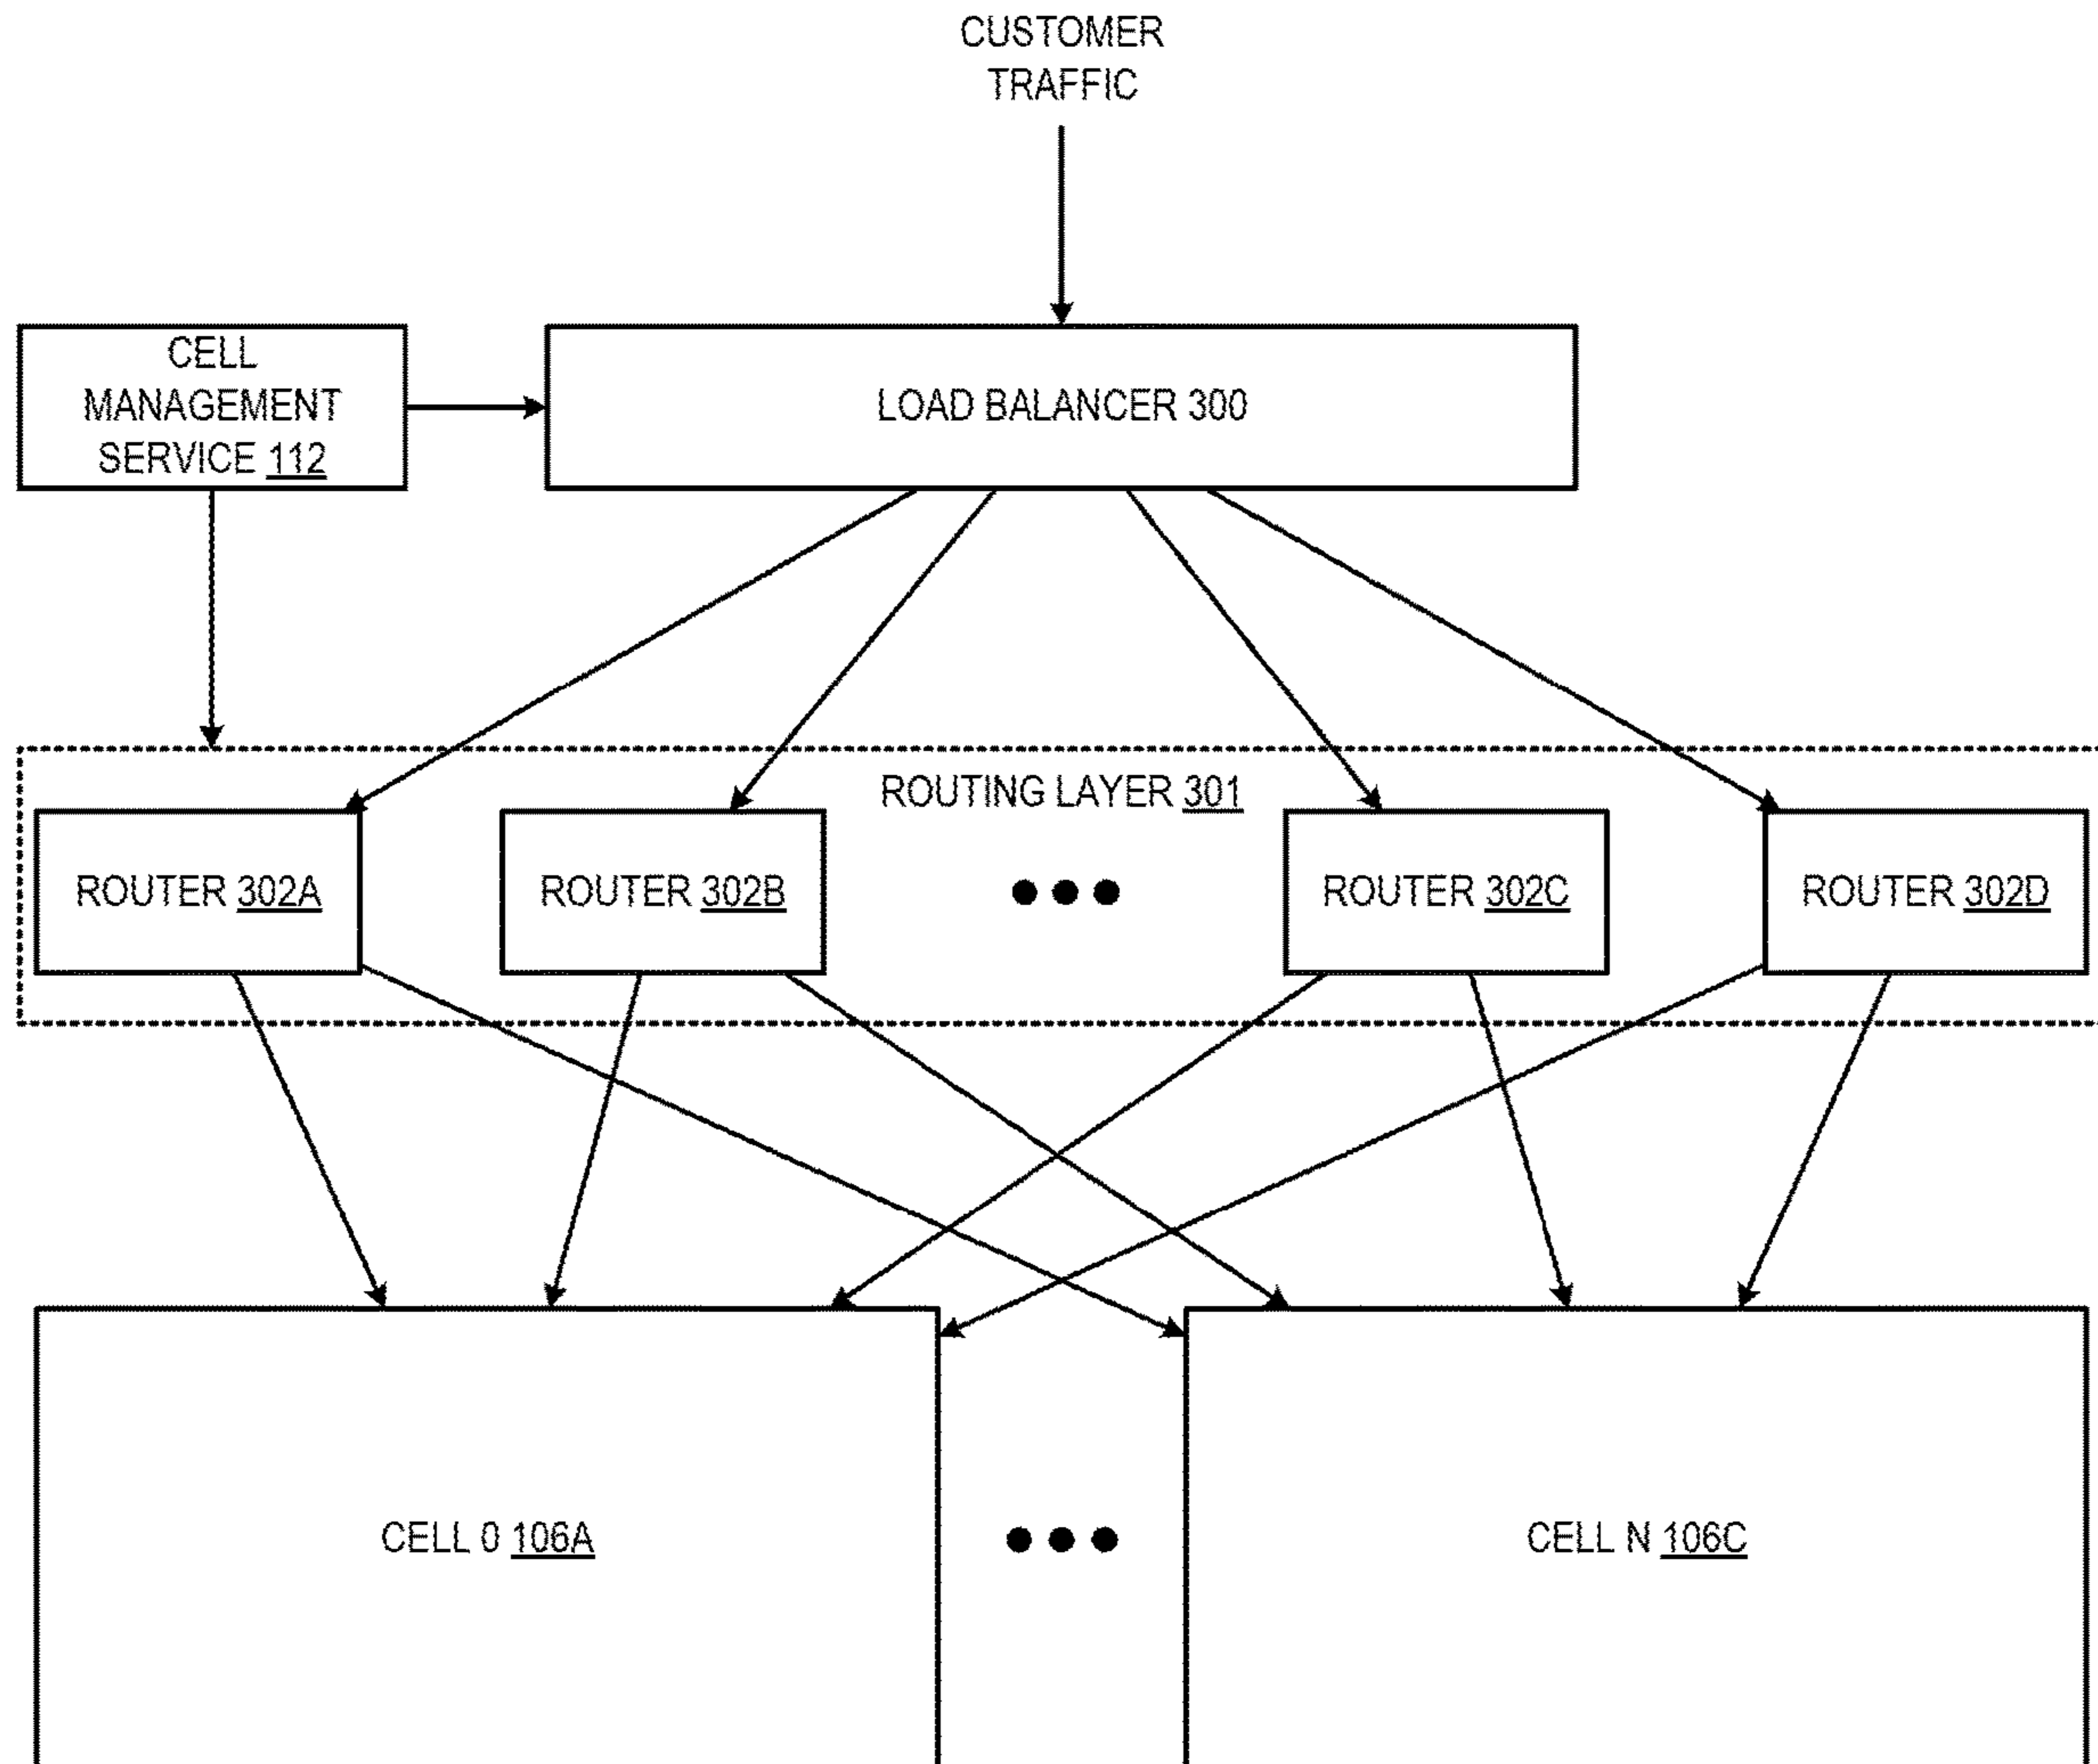 CUSTOMER
TRAFFIC
CELL
MANAGEMENT
SERVICE 112
LOAD BALANCER 300
ROUTING LAYER 301
ROUTER 302A
ROUTER 302B
ROUTER 302C
ROUTER 302D
CELL 0 106A
CELL N 106C